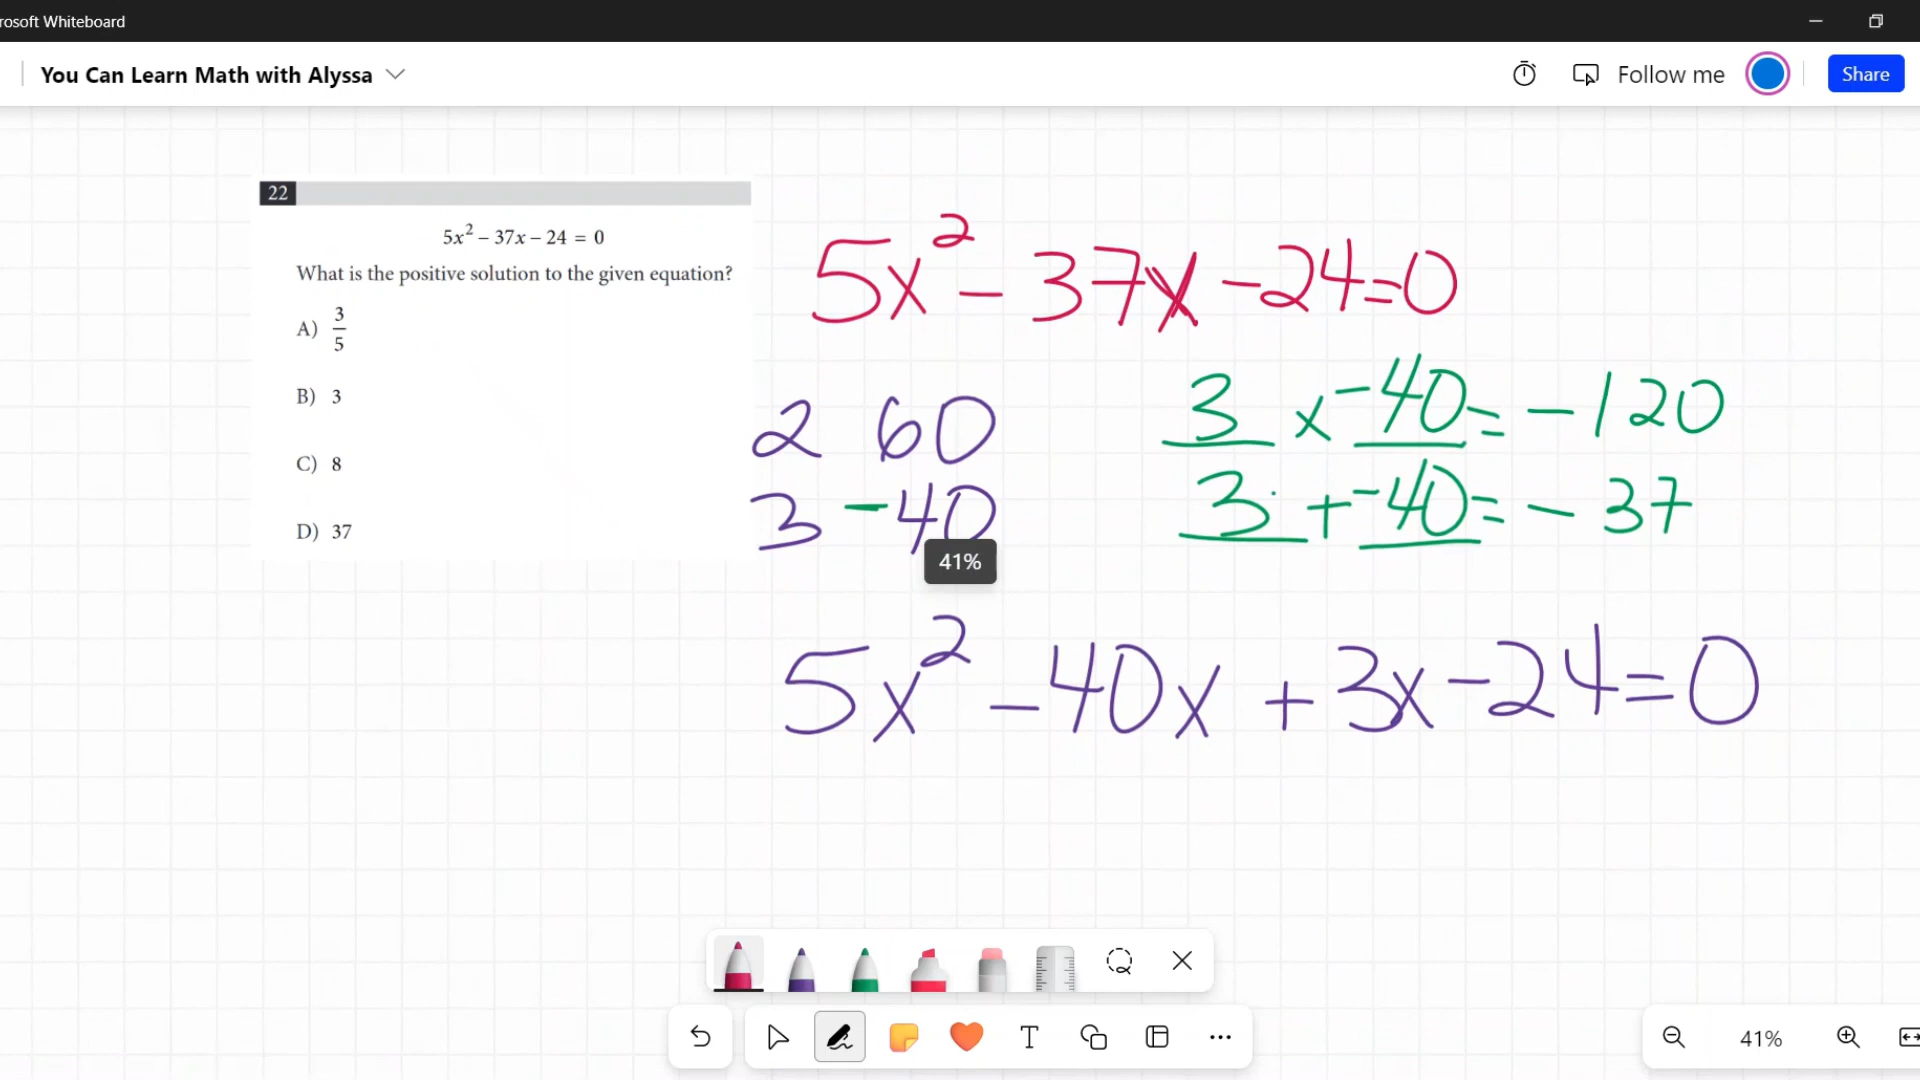 rosoft Whiteboard
You Can Learn Math with Alyssa
Follow me
Share
22
5x² – 37x – 24 = 0
What is the positive solution to the given equation?
A) 3/5
B) 3
C) 8
D) 37
5x² - 37x - 24 = 0
2 60
3 -40
3 x -40 = -120
3 + -40 = -37
41%
5x² - 40x + 3x - 24 = 0
T
41%